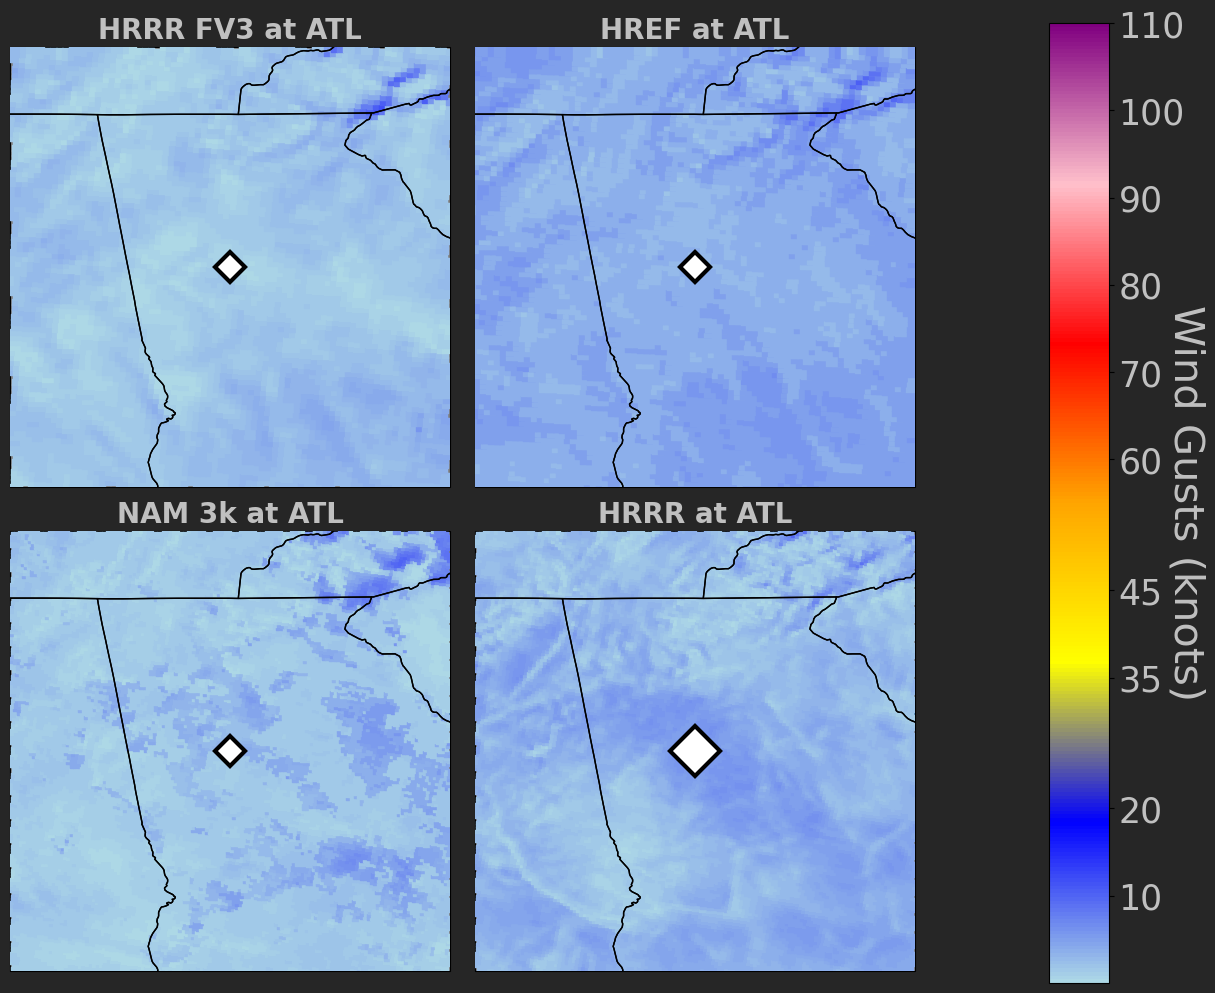 HRRR FV3 at ATL
HREF at ATL
NAM 3k at ATL
HRRR at ATL
110
100
90
80
70
60
45
35
20
10
Wind Gusts (knots)